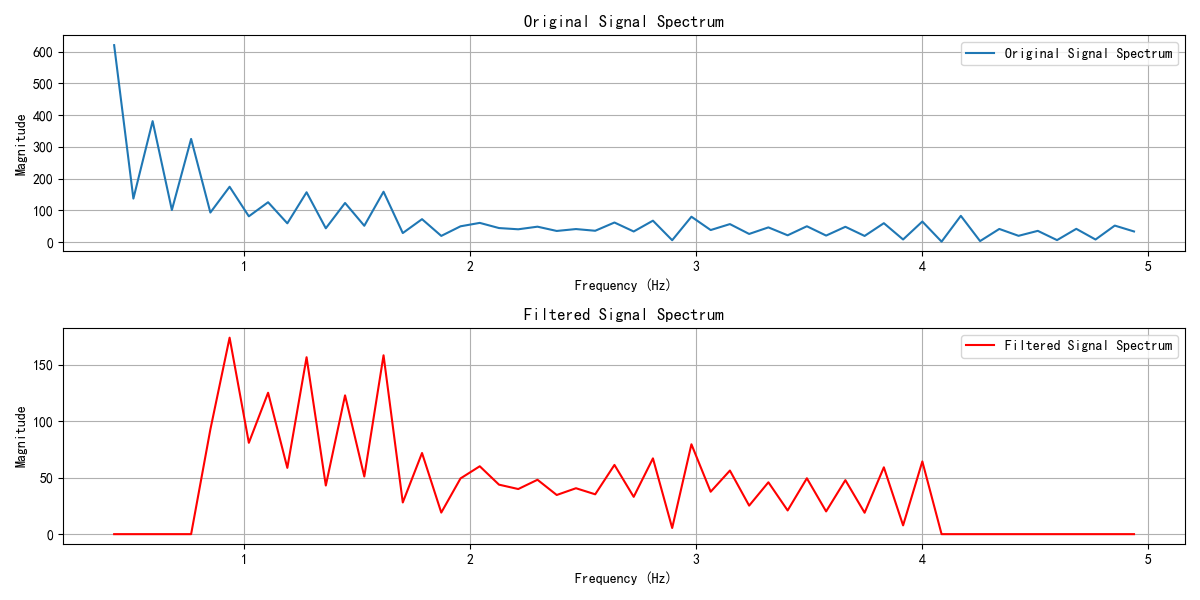 Original Signal Spectrum
Original Signal Spectrum
Magnitude
600
500
400
300
200
100
0
1 2 3 4 5
Frequency (Hz)
Filtered Signal Spectrum
Filtered Signal Spectrum
Magnitude
150
100
50
0
1 2 3 4 5
Frequency (Hz)